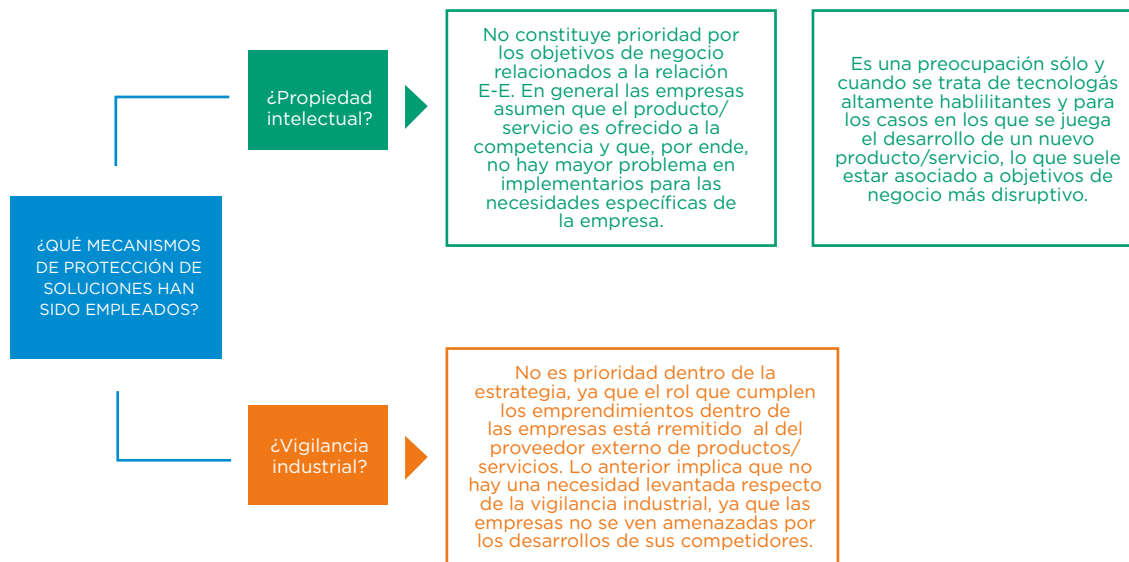 ¿QUÉ MECANISMOS
DE PROTECCIÓN DE
SOLUCIONES HAN
SIDO EMPLEADOS?
¿Propiedad
intelectual?
No constituye prioridad por
los objetivos de negocio
relacionados a la relación
E-E. En general las empresas
asumen que el producto/
servicio es ofrecido a la
competencia y que, por ende,
no hay mayor problema en
implementarios para las
necesidades específicas de
la empresa.
Es una preocupación sólo y
cuando se trata de tecnologás
altamente hablilitantes y para
los casos en los que se juega
el desarrollo de un nuevo
producto/servicio, lo que suele
estar asociado a objetivos de
negocio más disruptivo.
¿Vigilancia
industrial?
No es prioridad dentro de la
estrategia, ya que el rol que cumplen
los emprendimientos dentro de
las empresas está rremitido al del
proveedor externo de productos/
servicios. Lo anterior implica que no
hay una necesidad levantada respecto
de la vigilancia industrial, ya que las
empresas no se ven amenazadas por
los desarrollos de sus competidores.